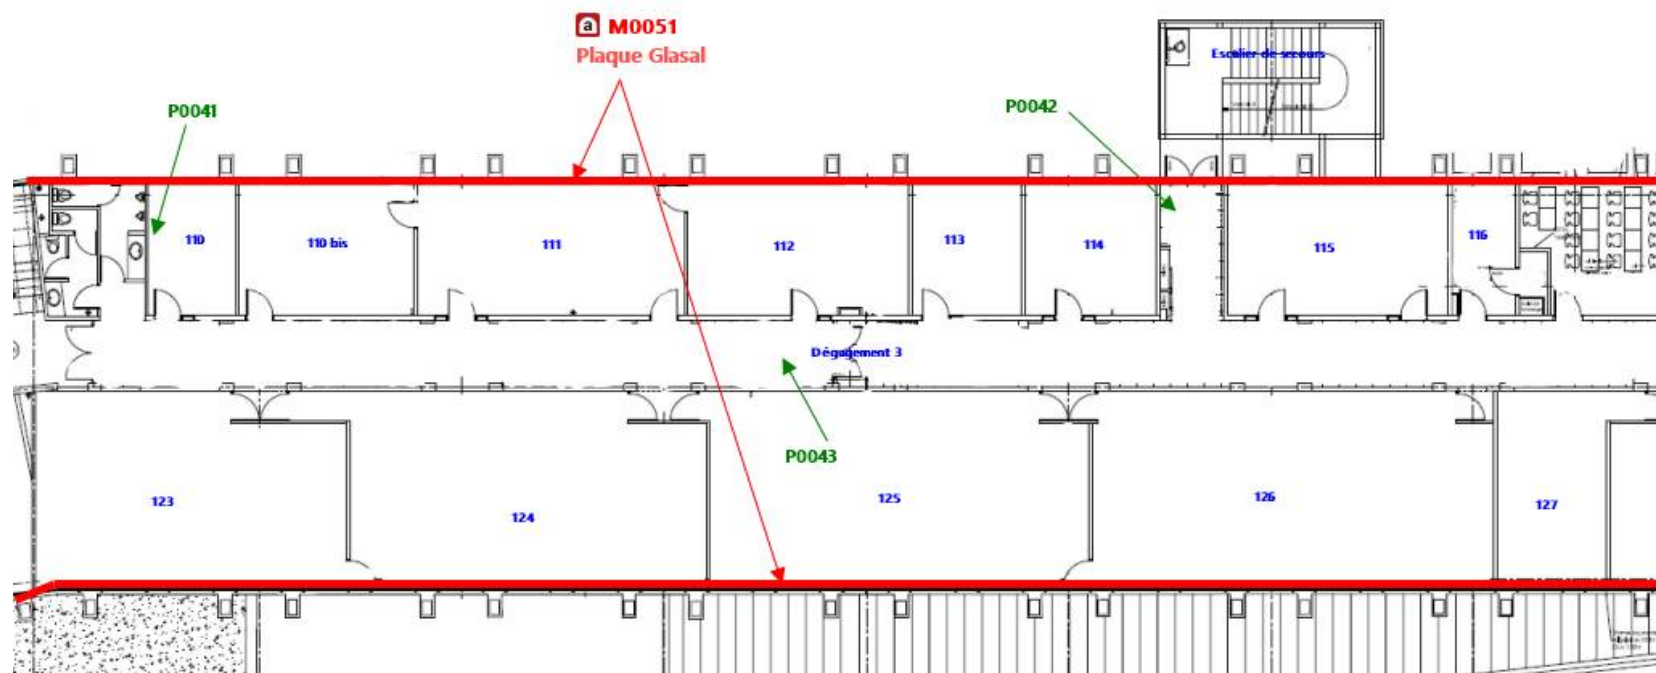 a M0051
Plaque Glasal
Escalier de secours
P0041
P0042
110
110 bis
111
112
113
114
115
116
Dégagement 3
P0043
123
124
125
126
127